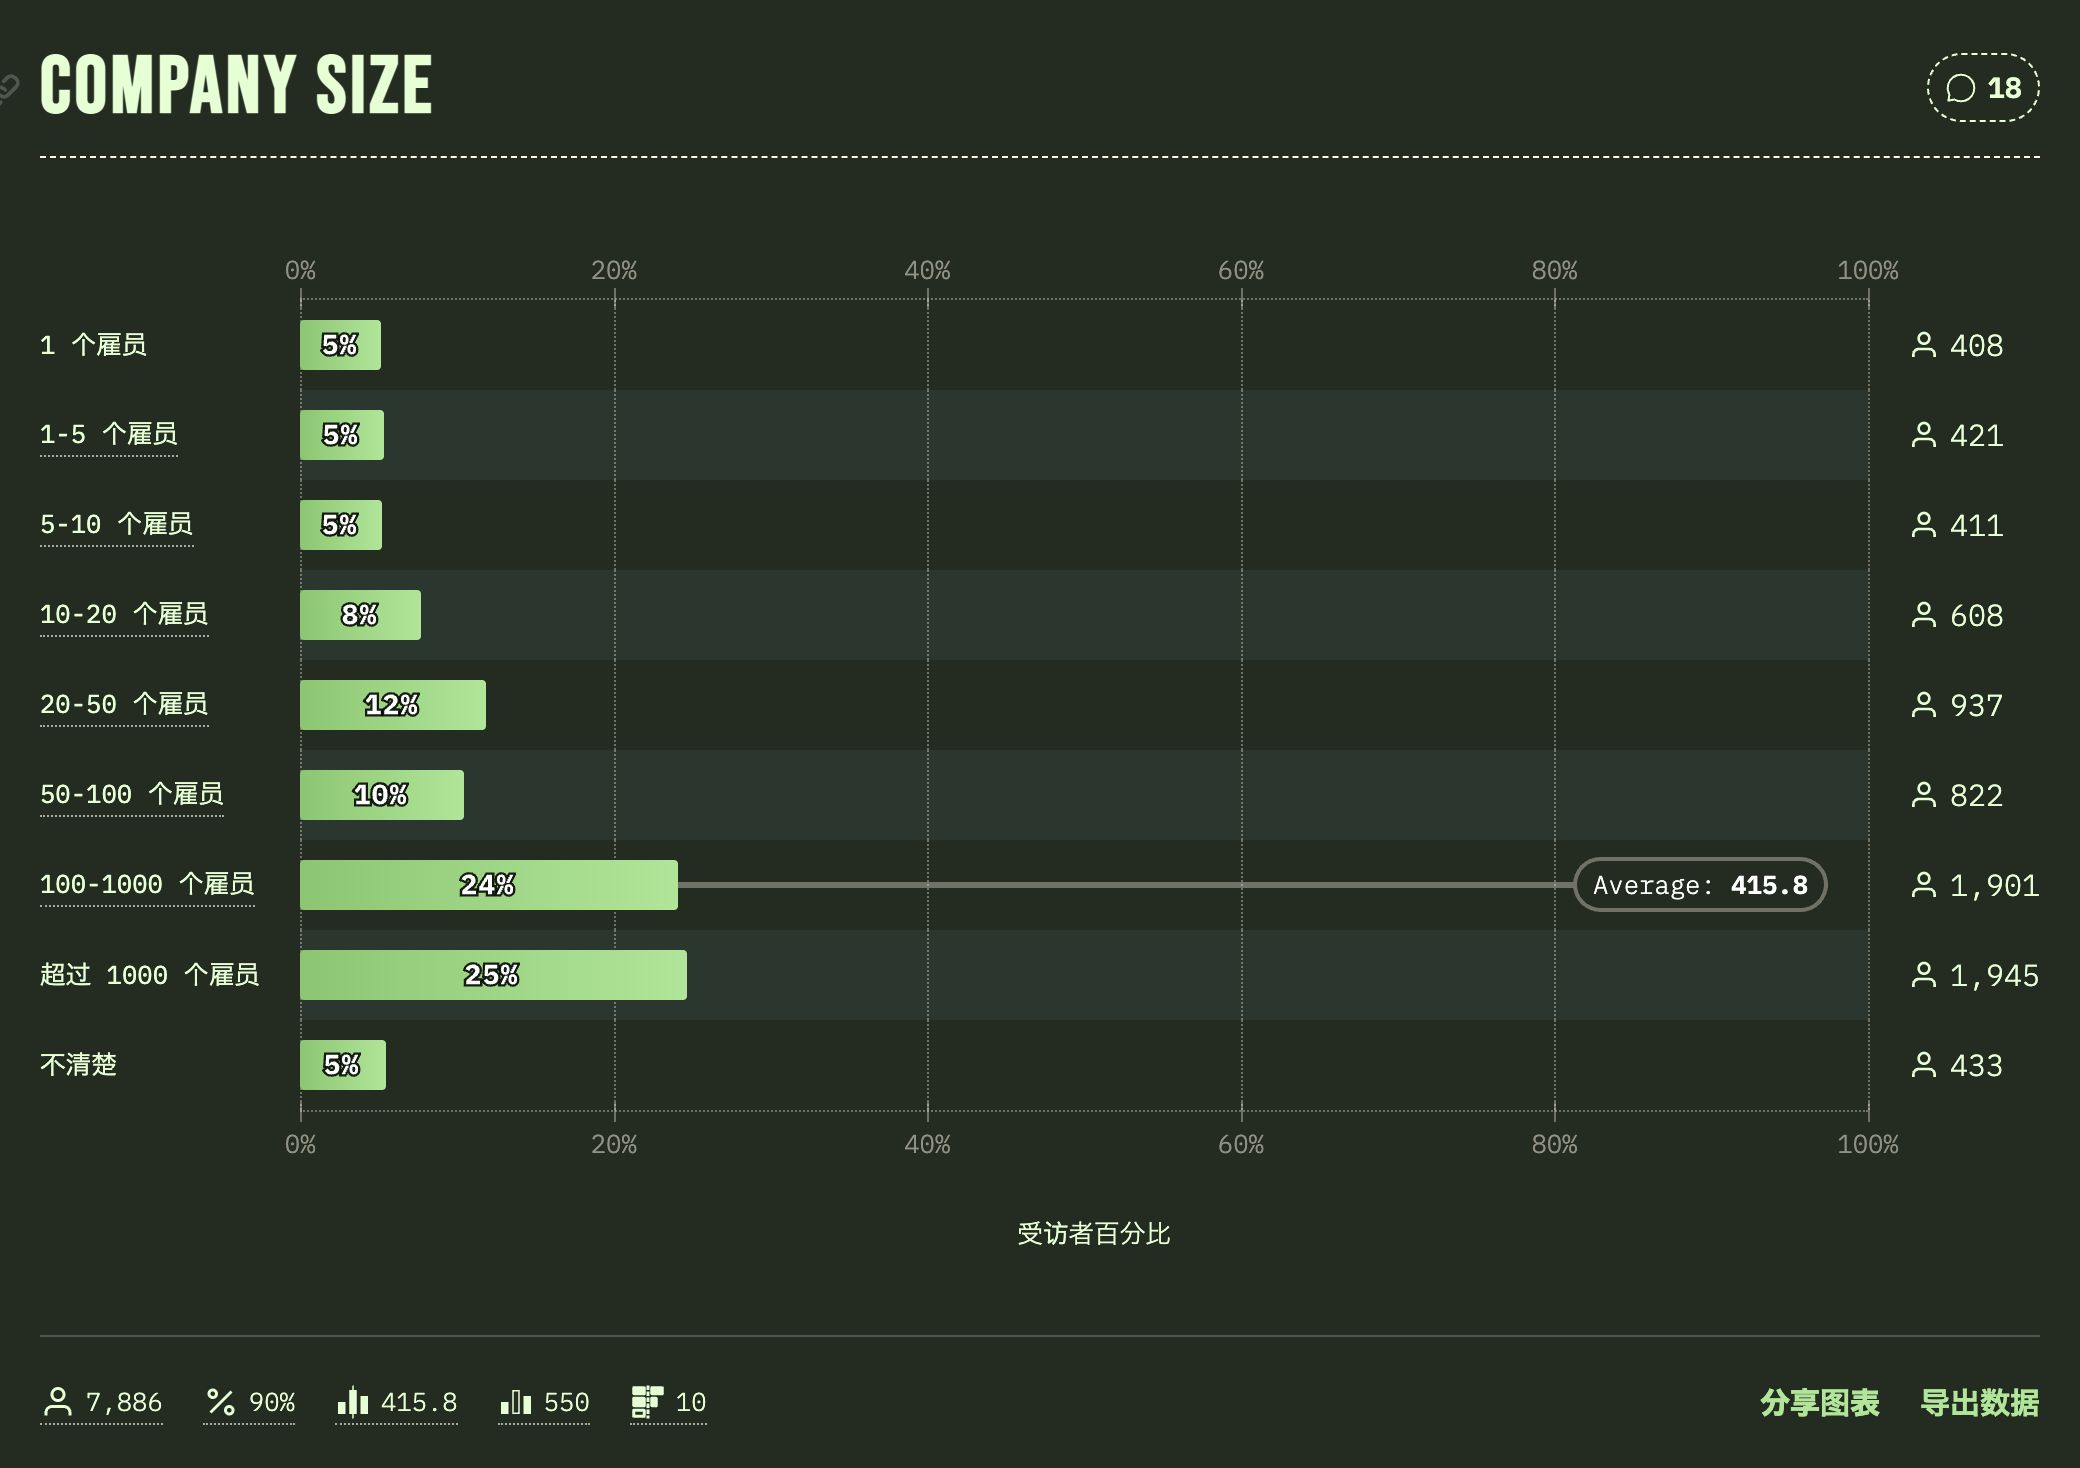 COMPANY SIZE
18
0% 20% 40% 60% 80% 100%
1 个雇员 5% 408
1-5 个雇员 5% 421
5-10 个雇员 5% 411
10-20 个雇员 8% 608
20-50 个雇员 12% 937
50-100 个雇员 10% 822
100-1000 个雇员 24% Average: 415.8 1,901
超过 1000 个雇员 25% 1,945
不清楚 5% 433
0% 20% 40% 60% 80% 100%
受访者百分比
7,886 90% 415.8 550 10 分享图表 导出数据